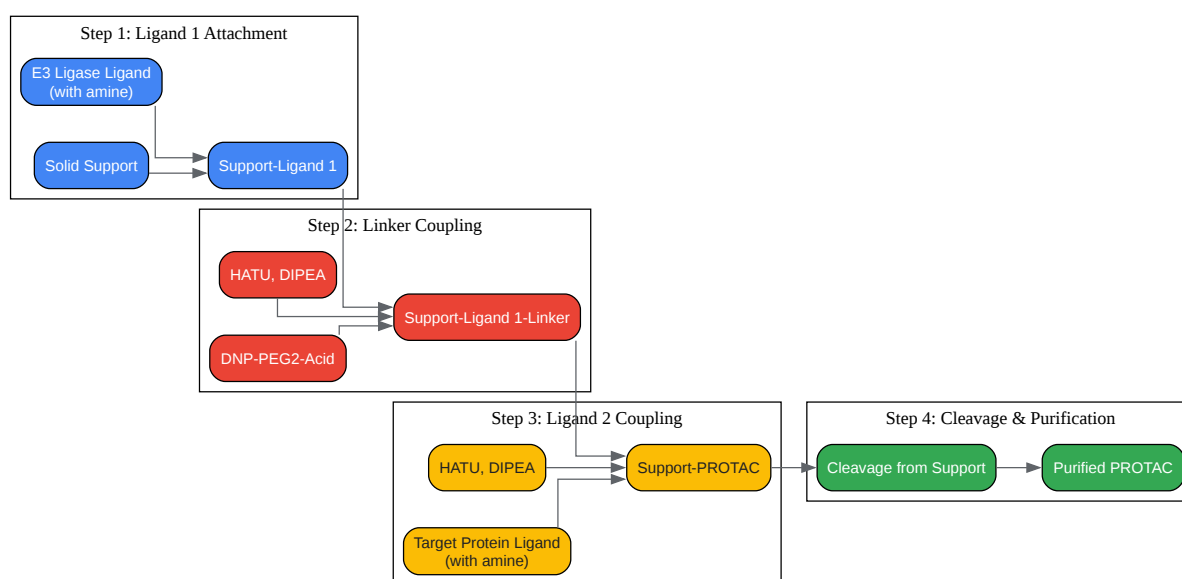 Step 1: Ligand 1 Attachment
E3 Ligase Ligand
(with amine)
Solid Support
Support-Ligand 1
Step 2: Linker Coupling
HATU, DIPEA
Support-Ligand 1-Linker
DNP-PEG2-Acid
Step 3: Ligand 2 Coupling
HATU, DIPEA
Support-PROTAC
Target Protein Ligand
(with amine)
Step 4: Cleavage & Purification
Cleavage from Support
Purified PROTAC